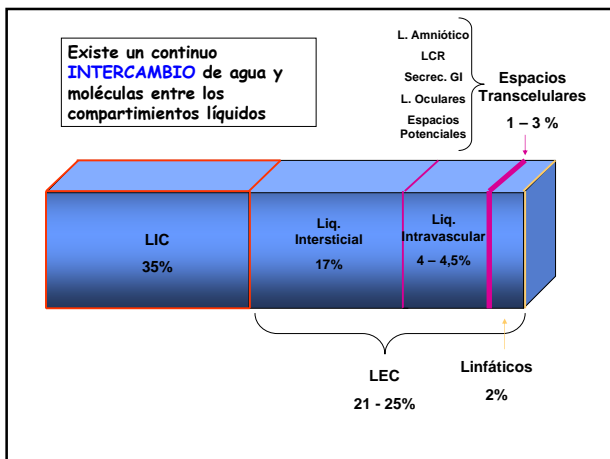 Existe un continuo
INTERCAMBIO de agua y
moléculas entre los
compartimientos líquidos
L. Amniótico
LCR
Secrec. GI
L. Oculares
Espacios
Potenciales
Espacios
Transcelulares
1 – 3 %
LIC
35%
Liq.
Intersticial
17%
Liq.
Intravascular
4 – 4,5%
LEC
21 - 25%
Linfáticos
2%